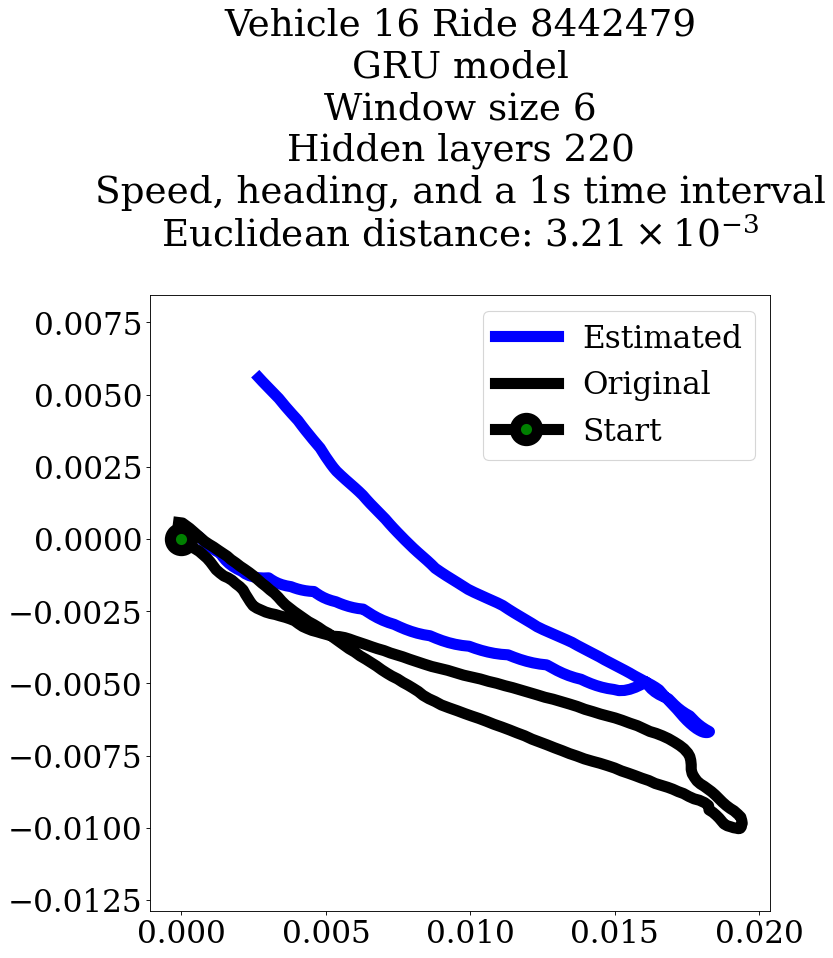 Vehicle 16 Ride 8442479
GRU model
Window size 6
Hidden layers 220
Speed, heading, and a 1s time interval
Euclidean distance: 3.21 × 10⁻³
Estimated
Original
Start
0.0075
0.0050
0.0025
0.0000
−0.0025
−0.0050
−0.0075
−0.0100
−0.0125
0.000 0.005 0.010 0.015 0.020